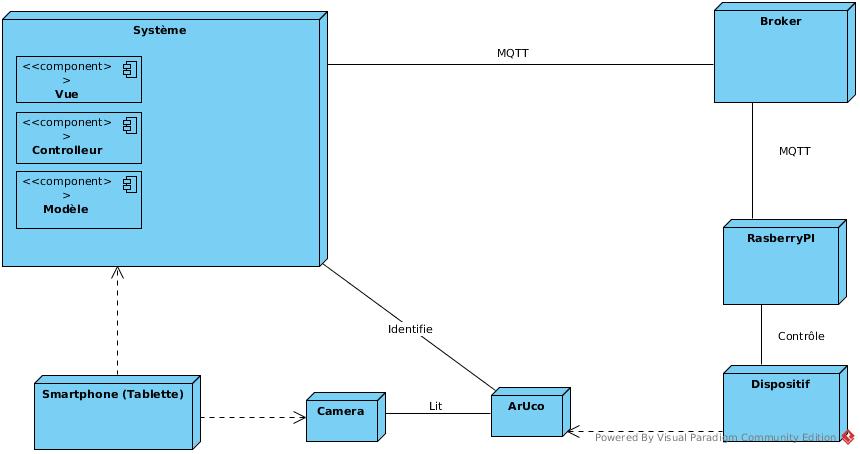 Système
<<component>
>
Vue
<<component>
>
Controlleur
<<component>
>
Modèle
MQTT
Broker
MQTT
RasberryPI
Contrôle
Dispositif
Identifie
Smartphone (Tablette)
Camera
Lit
ArUco
Powered By Visual Paradigm Community Edition